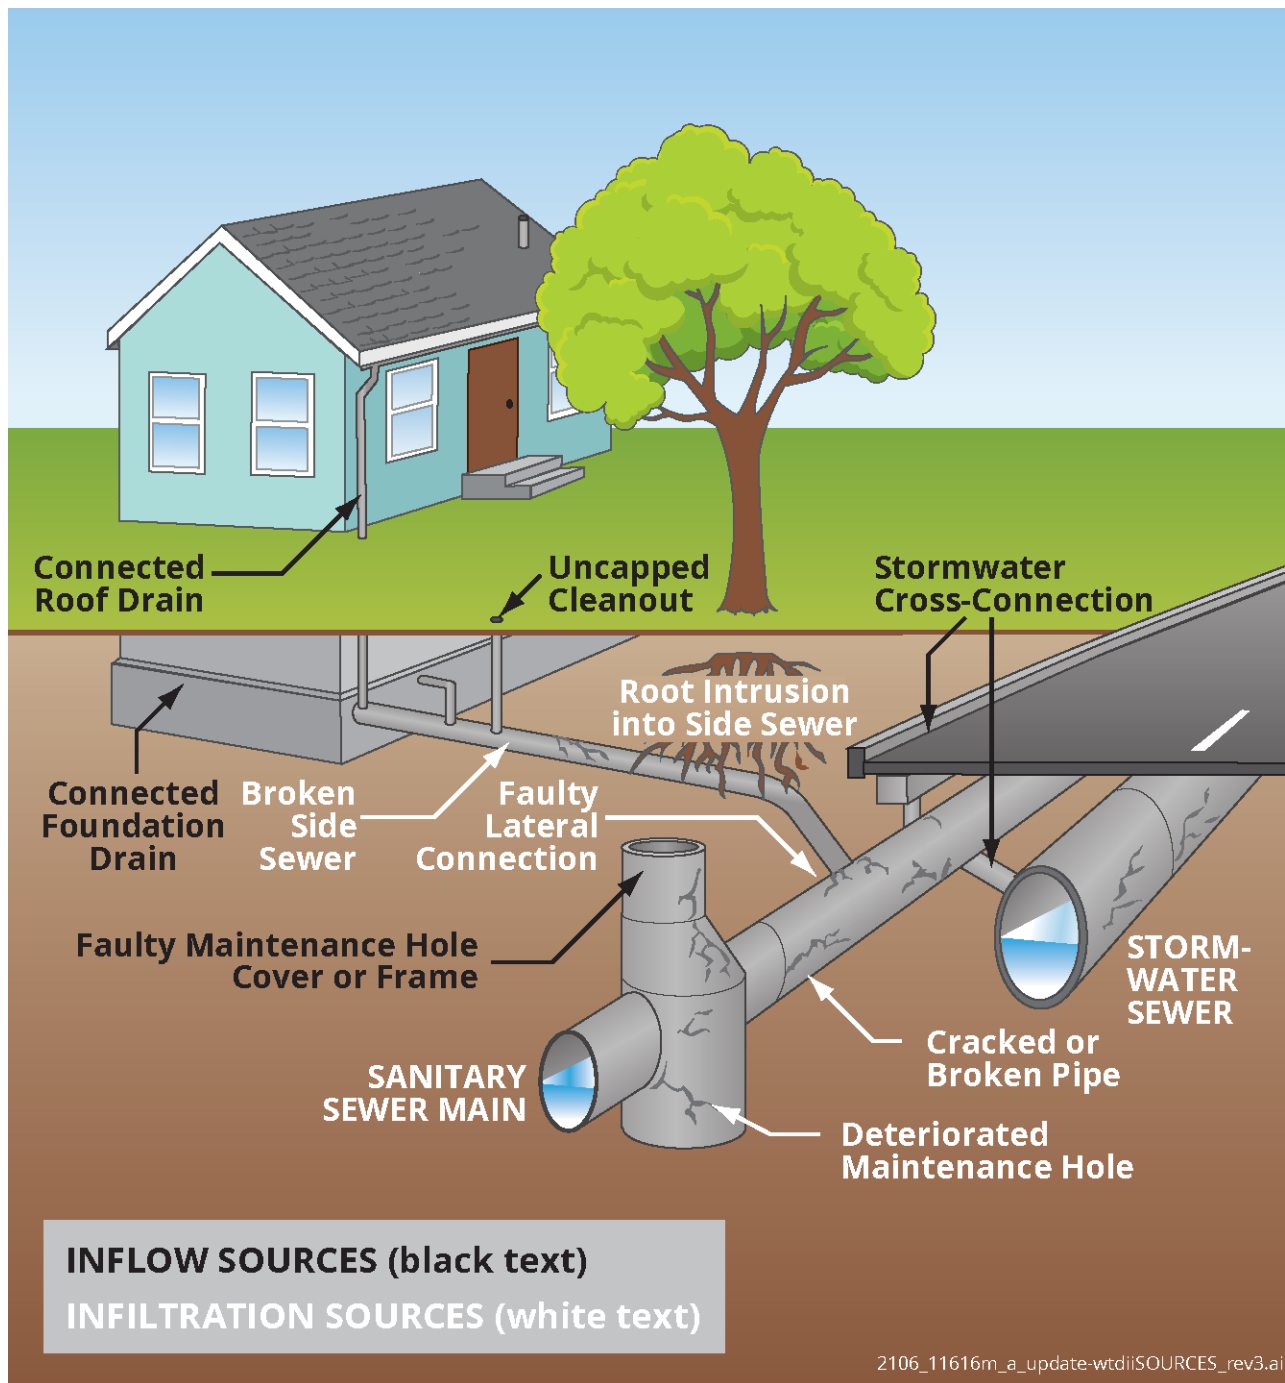 Connected
Roof Drain
Uncapped
Cleanout
Stormwater
Cross-Connection
Root Intrusion
into Side Sewer
Connected
Foundation
Drain
Broken
Side
Sewer
Faulty
Lateral
Connection
Faulty Maintenance Hole
Cover or Frame
STORM-
WATER
SEWER
Cracked or
Broken Pipe
SANITARY
SEWER MAIN
Deteriorated
Maintenance Hole
INFLOW SOURCES (black text)
INFILTRATION SOURCES (white text)
2106_11616m_a_update-wtdiiSOURCES_rev3.ai